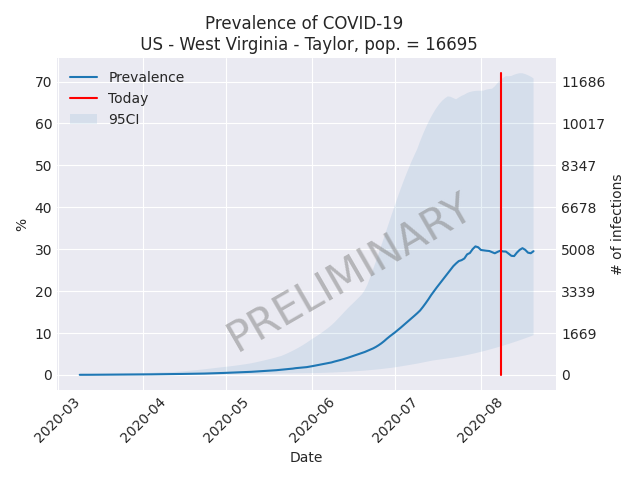 Prevalence of COVID-19
US - West Virginia - Taylor, pop. = 16695
Prevalence
Today
95CI
70
60
50
40
30
20
10
0
%
11686
10017
8347
6678
5008
3339
1669
0
# of infections
PRELIMINARY
2020-03
2020-04
2020-05
2020-06
2020-07
2020-08
Date